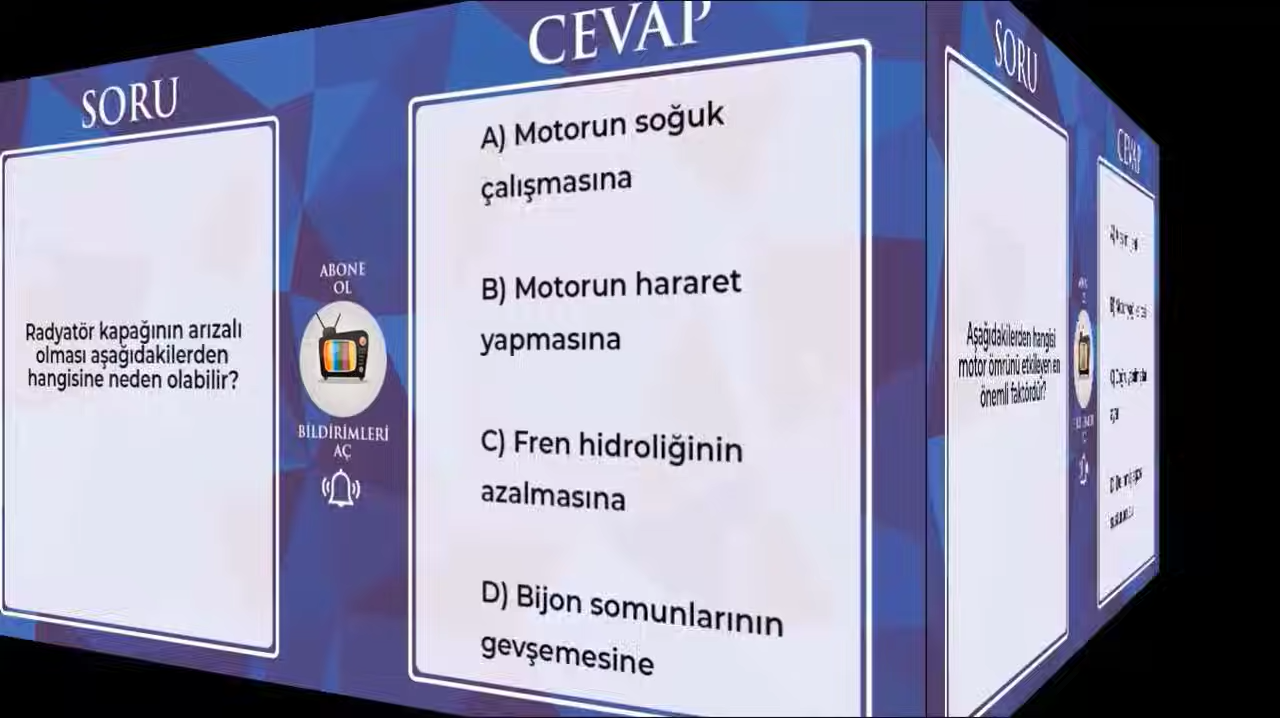 SORU
Radyatör kapağının arızalı
olması aşağıdakilerden
hangisine neden olabilir?
ABONE
OL
BİLDİRİMLERİ
AÇ
CEVAP
A) Motorun soğuk
çalışmasına
B) Motorun hararet
yapmasına
C) Fren hidroliğinin
azalmasına
D) Bijon somunlarının
gevşemesine
SORU
Aşağıdakilerden hangisi
motor ömrünü etkileyen en
önemli faktördür?
CEVAP